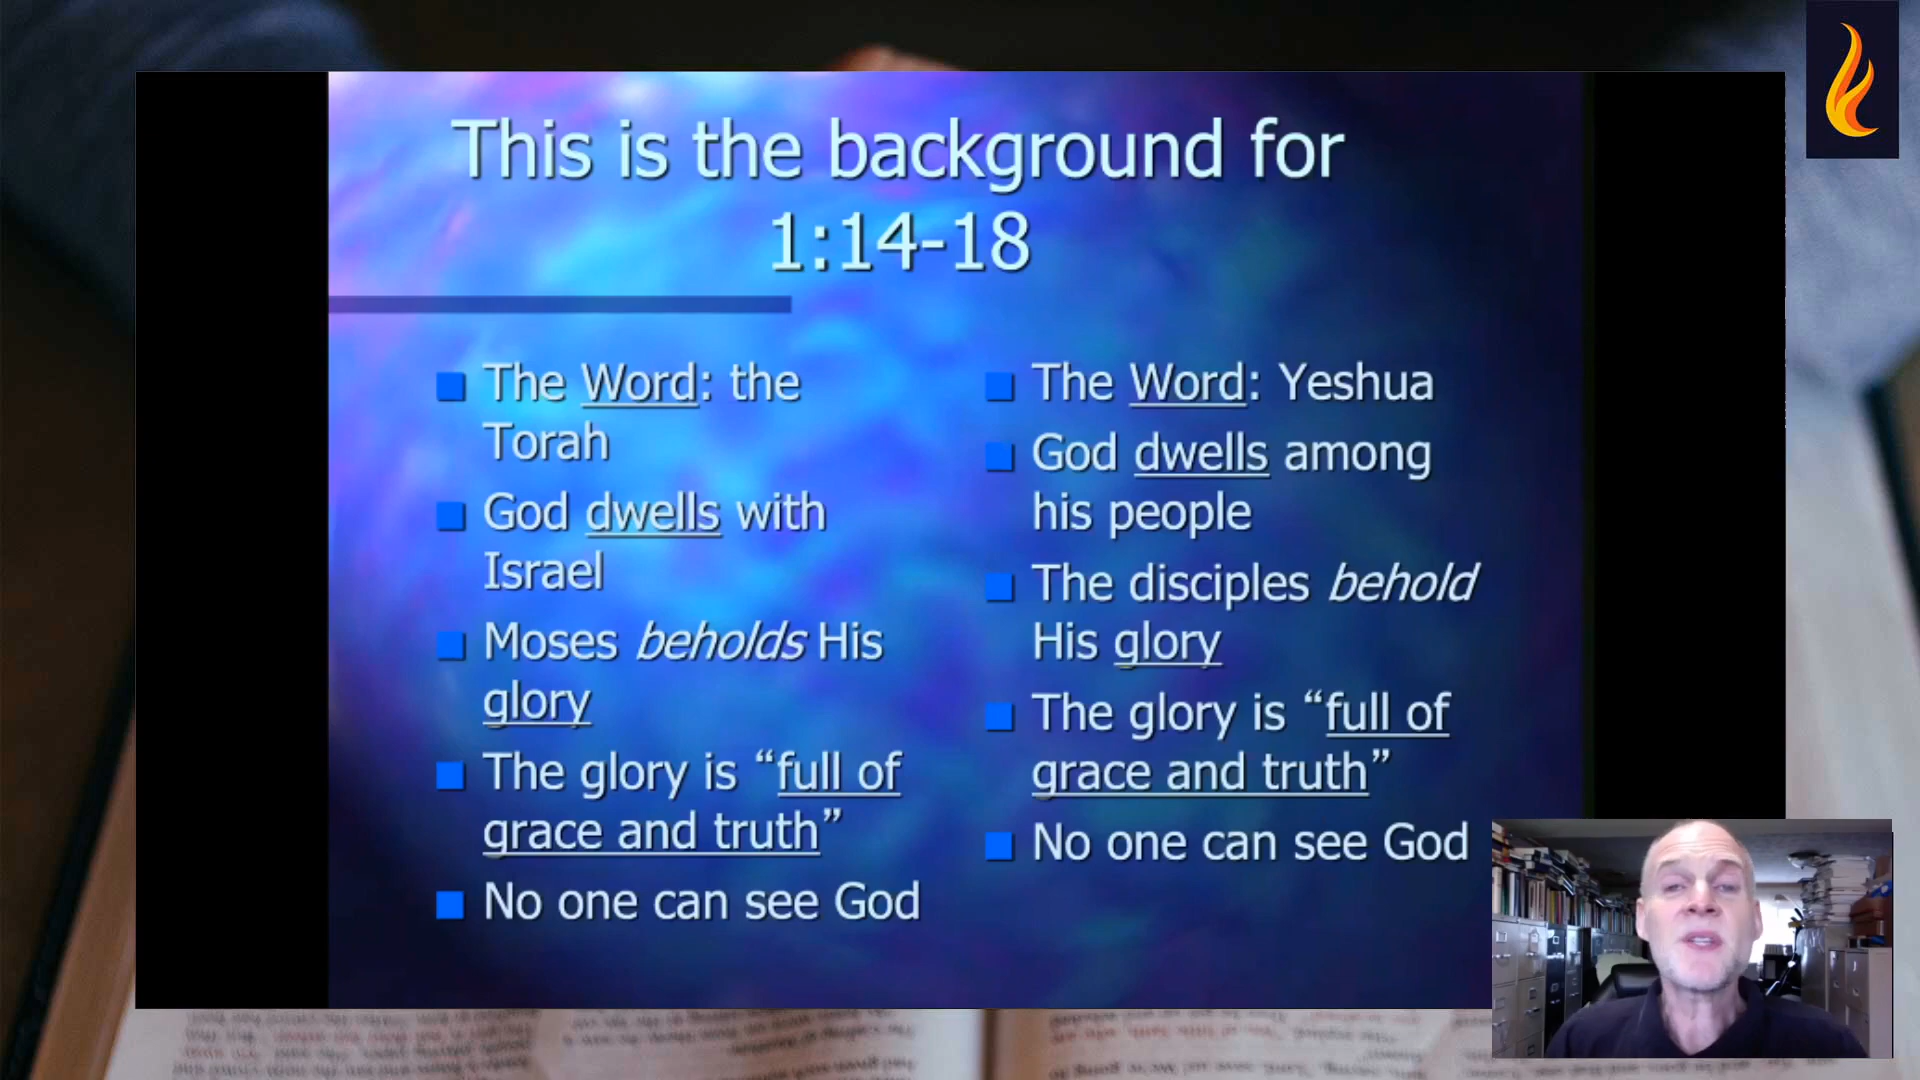 This is the background for
1:14-18
The Word: the
Torah
God dwells with
Israel
Moses beholds His
glory
The glory is “full of
grace and truth”
No one can see God
The Word: Yeshua
God dwells among
his people
The disciples behold
His glory
The glory is “full of
grace and truth”
No one can see God